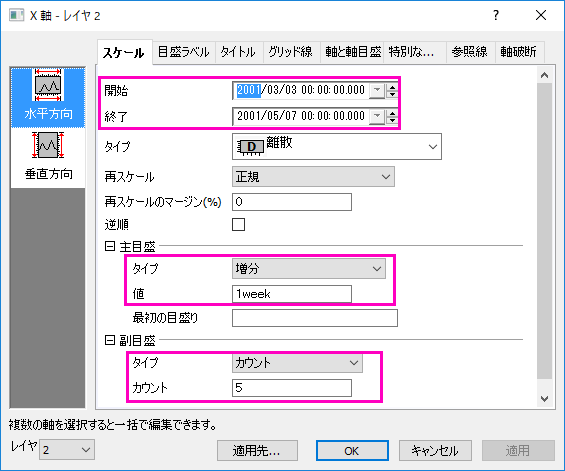 X 軸 - レイヤ 2
スケール 目盛ラベル タイトル グリッド線 軸と軸目盛 特別な... 参照線 軸破断
水平方向
垂直方向
開始 2001/03/03 00:00:00.000
終了 2001/05/07 00:00:00.000
タイプ D 離散
再スケール 正規
再スケールのマージン(%) 0
逆順
主目盛
タイプ 増分
値 1week
最初の目盛り
副目盛
タイプ カウント
カウント 5
複数の軸を選択すると一括で編集できます。
レイヤ 2 適用先... OK キャンセル 適用